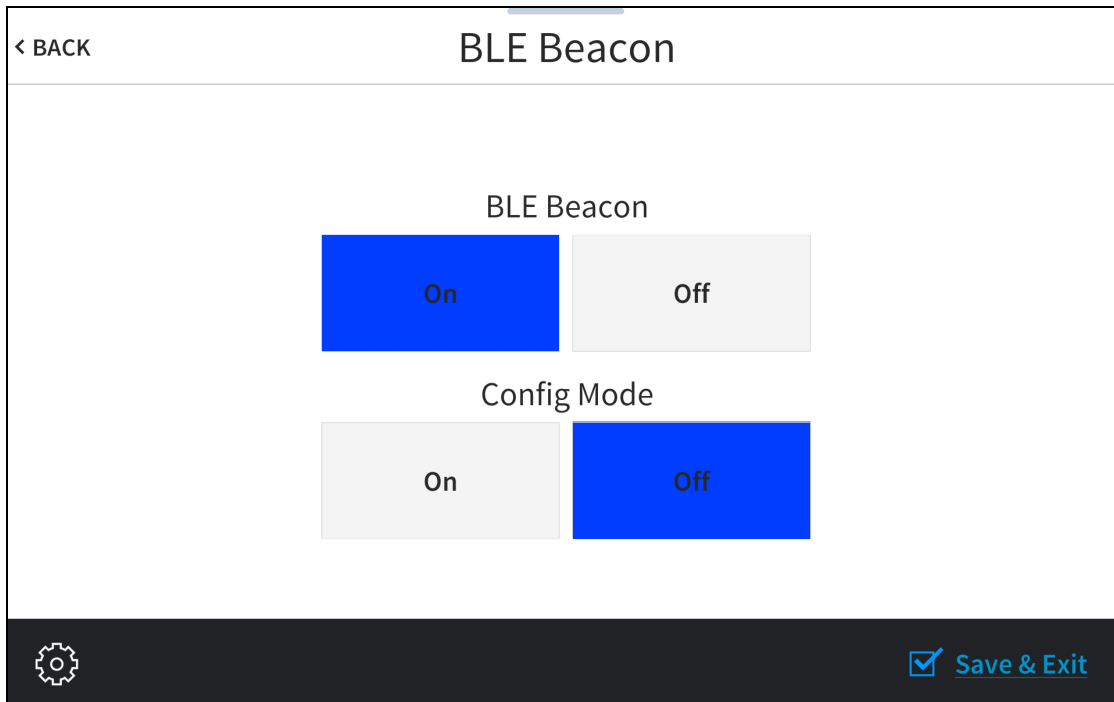 < BACK
BLE Beacon
BLE Beacon
On Off
Config Mode
On Off
Save & Exit